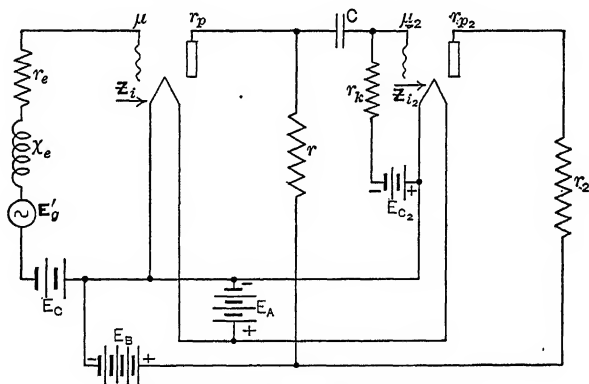 μ
r_p
C
μ_2
r_p₂
r_e
Z_i
r_k
Z_i₂
χ_e
r
r_2
- +
E_C₂
E'_g
-
E_C
E_A
+
E_B
- +